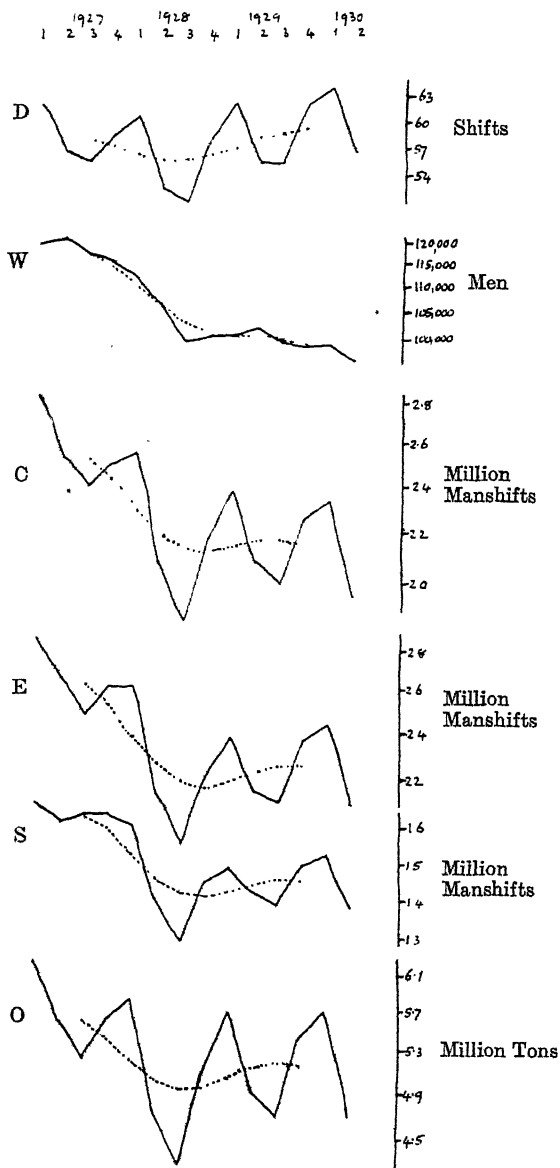 1927 1928 1929 1930
1 2 3 4 1 2 3 4 1 2 3 4 1 2
D
63
60
57
54
Shifts
W
120,000
115,000
110,000
105,000
100,000
Men
C
2.8
2.6
2.4
2.2
2.0
Million
Manshifts
E
2.8
2.6
2.4
2.2
Million
Manshifts
S
1.6
1.5
1.4
1.3
Million
Manshifts
O
6.1
5.7
5.3
4.9
4.5
Million Tons